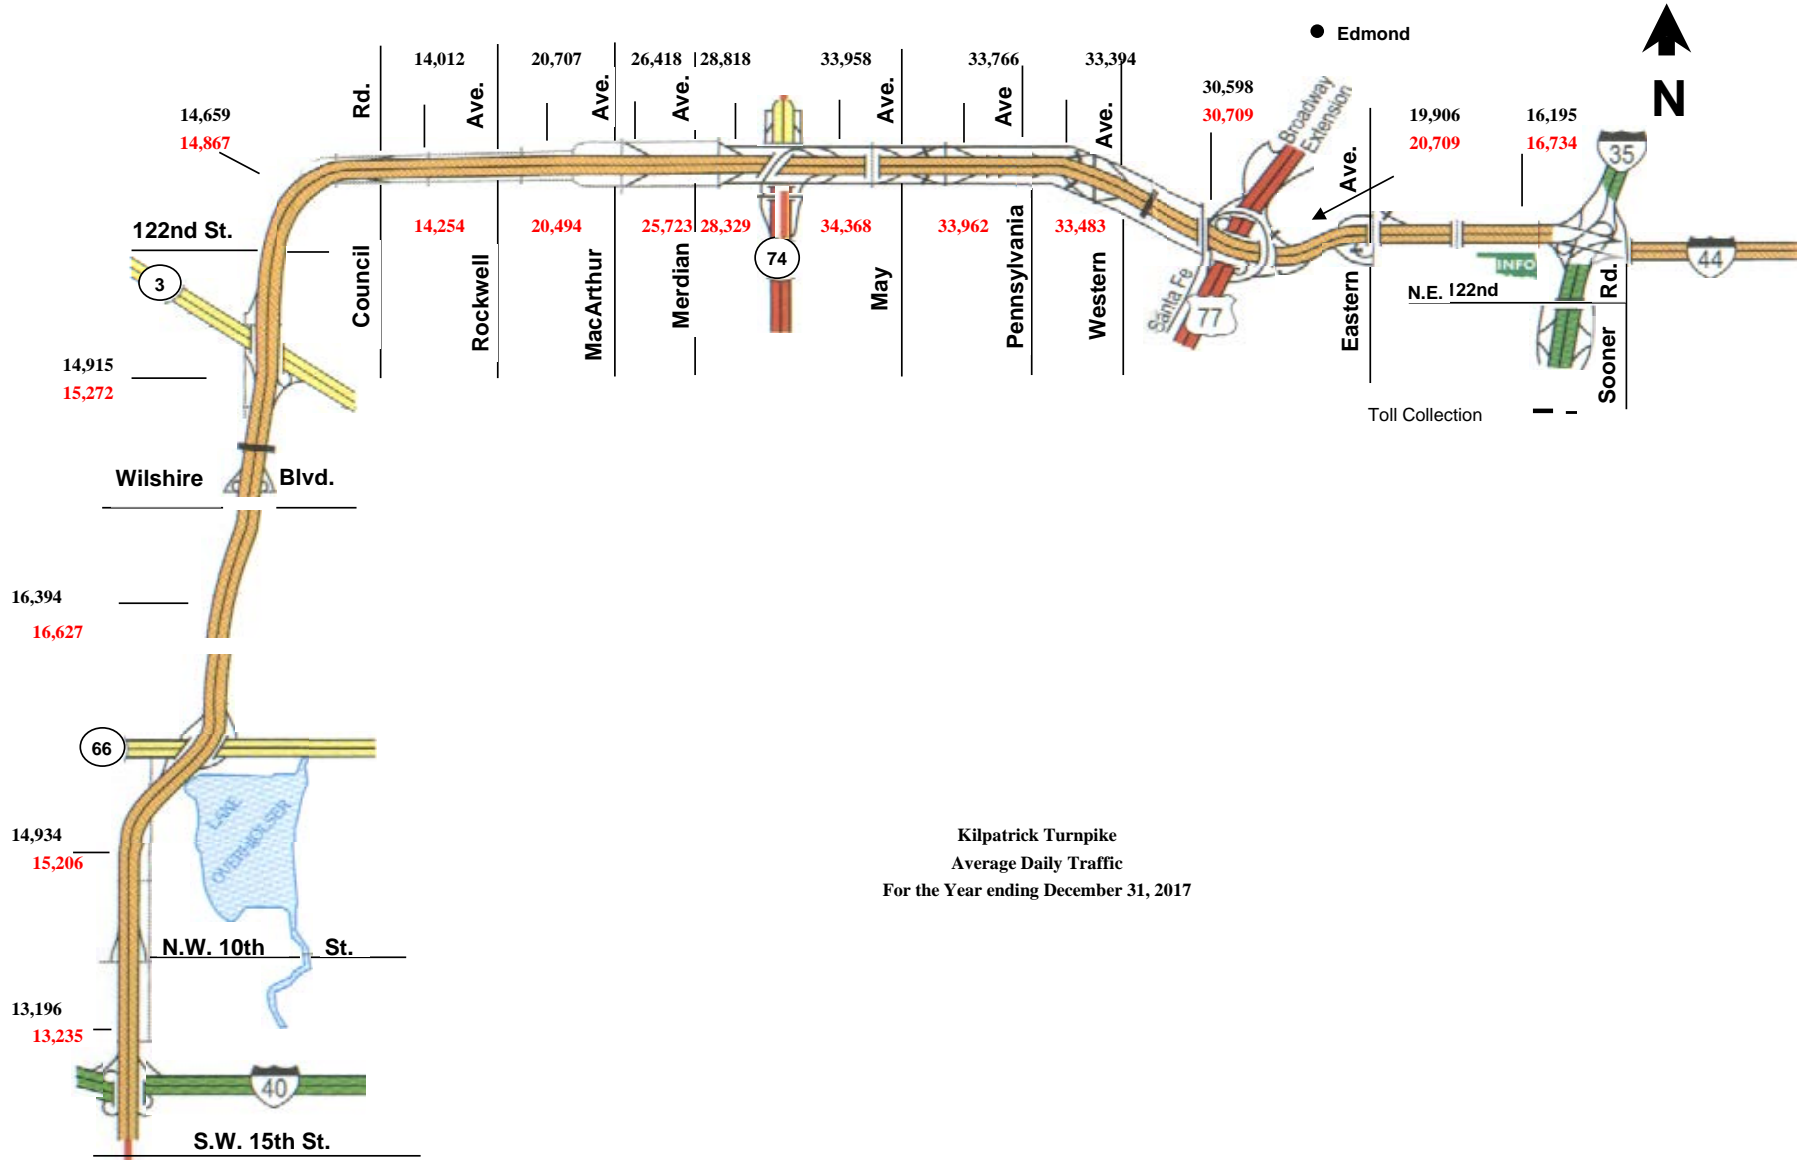 Edmond
N
14,012
20,707
26,418
28,818
33,958
33,766
33,394
30,598
30,709
19,906
20,709
16,195
16,734
14,659
14,867
Rd.
Ave.
Ave.
Ave.
Ave.
Ave
Ave.
Ave.
Broadway
Extension
35
122nd St.
3
14,254
20,494
25,723
28,329
34,368
33,962
33,483
74
Council
Rockwell
MacArthur
Merdian
May
Pennsylvania
Western
Santa Fe
77
Eastern
INFO
N.E. 122nd
Sooner Rd.
44
Toll Collection
14,915
15,272
Wilshire Blvd.
16,394
16,627
66
LAKE
OVERHOLSER
14,934
15,206
N.W. 10th St.
13,196
13,235
40
S.W. 15th St.
Kilpatrick Turnpike
Average Daily Traffic
For the Year ending December 31, 2017